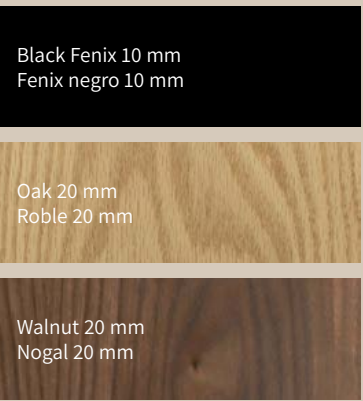 Black Fenix 10 mm
Fenix negro 10 mm
Oak 20 mm
Roble 20 mm
Walnut 20 mm
Nogal 20 mm